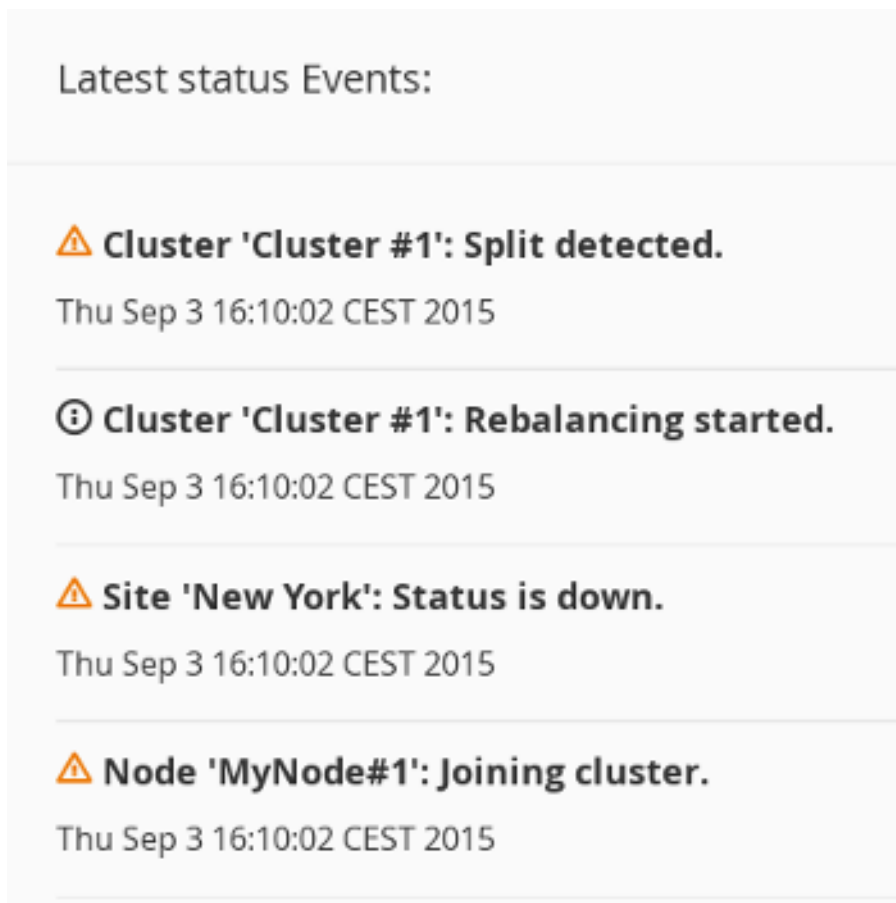 Latest status Events:
Cluster 'Cluster #1': Split detected.
Thu Sep 3 16:10:02 CEST 2015
Cluster 'Cluster #1': Rebalancing started.
Thu Sep 3 16:10:02 CEST 2015
Site 'New York': Status is down.
Thu Sep 3 16:10:02 CEST 2015
Node 'MyNode#1': Joining cluster.
Thu Sep 3 16:10:02 CEST 2015